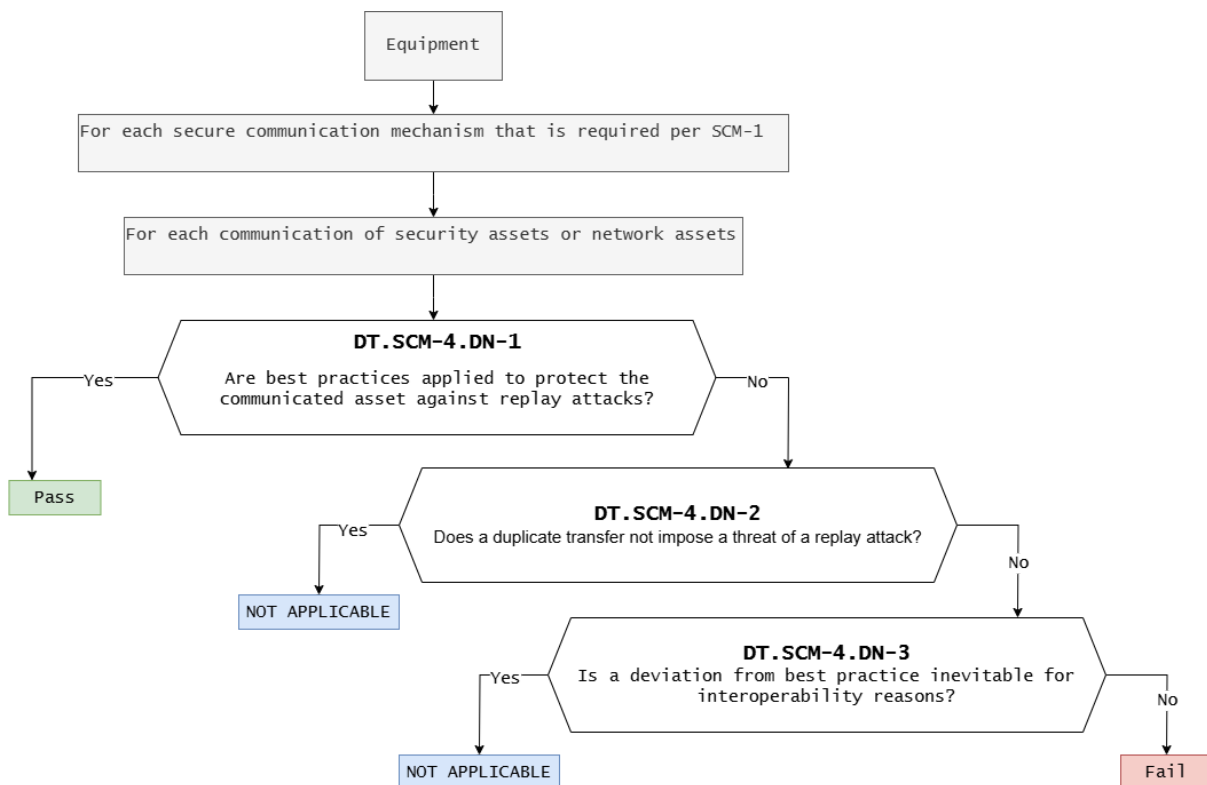 Equipment
For each secure communication mechanism that is required per SCM-1
For each communication of security assets or network assets
DT.SCM-4.DN-1
Are best practices applied to protect the
communicated asset against replay attacks?
Yes
No
Pass
DT.SCM-4.DN-2
Does a duplicate transfer not impose a threat of a replay attack?
Yes
No
NOT APPLICABLE
DT.SCM-4.DN-3
Is a deviation from best practice inevitable for
interoperability reasons?
Yes
No
NOT APPLICABLE
Fail